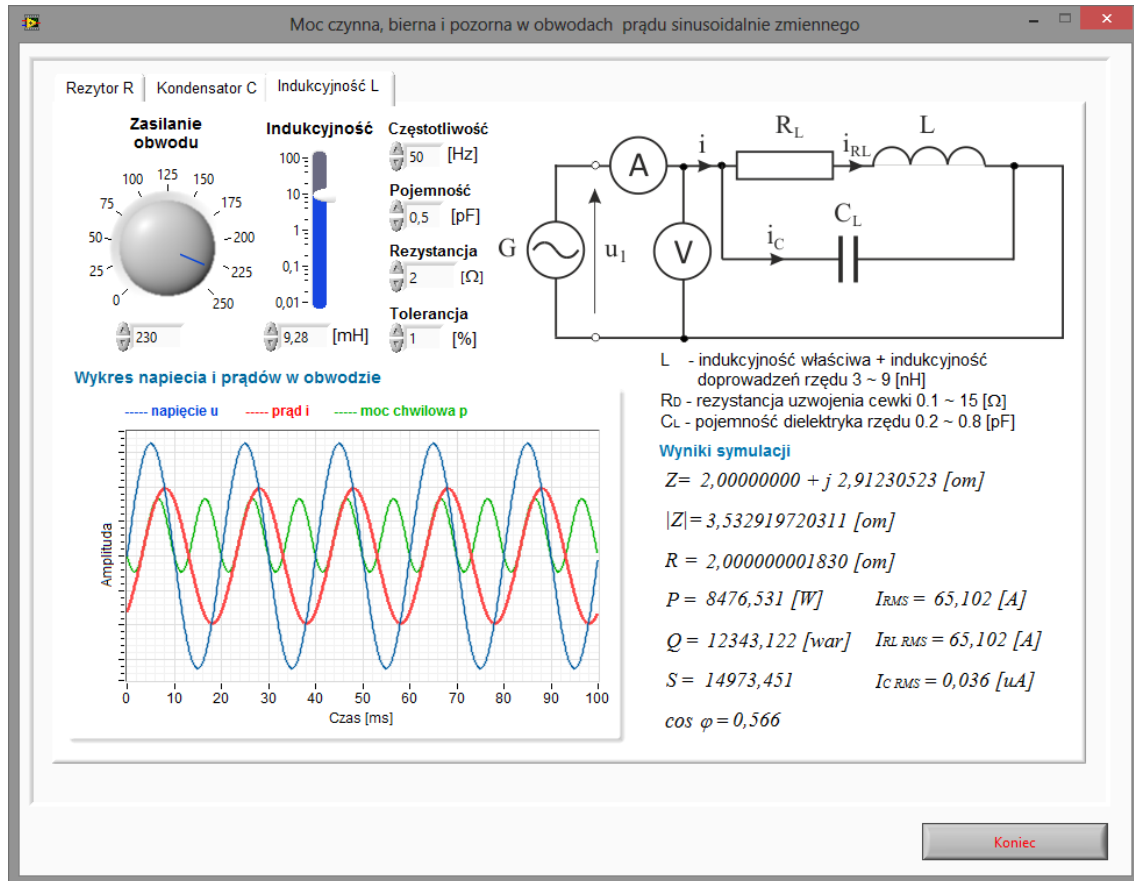 Moc czynna, bierna i pozorna w obwodach prądu sinusoidalnie zmiennego
Rezytor R
Kondensator C
Indukcyjność L
Zasilanie
obwodu
0
25
50
75
100
125
150
175
200
225
250
230
Indukcyjność
100
10
1
0,1
0,01
9,28 [mH]
Częstotliwość
50 [Hz]
Pojemność
0,5 [pF]
Rezystancja
2 [Ω]
Tolerancja
1 [%]
G
u1
A
V
i
RL
iRL
L
iC
CL
L - indukcyjność właściwa + indukcyjność
doprowadzeń rzędu 3 ~ 9 [nH]
RD - rezystancja uzwojenia cewki 0.1 ~ 15 [Ω]
CL - pojemność dielektryka rzędu 0.2 ~ 0.8 [pF]
Wykres napiecia i prądów w obwodzie
----- napięcie u ----- prąd i ----- moc chwilowa p
Amplituda
0 10 20 30 40 50 60 70 80 90 100
Czas [ms]
Wyniki symulacji
Z= 2,00000000 + j 2,91230523 [om]
|Z|= 3,532919720311 [om]
R = 2,000000001830 [om]
P = 8476,531 [W] IRMS = 65,102 [A]
Q = 12343,122 [war] IRL RMS = 65,102 [A]
S = 14973,451 IC RMS = 0,036 [uA]
cos φ = 0,566
Koniec